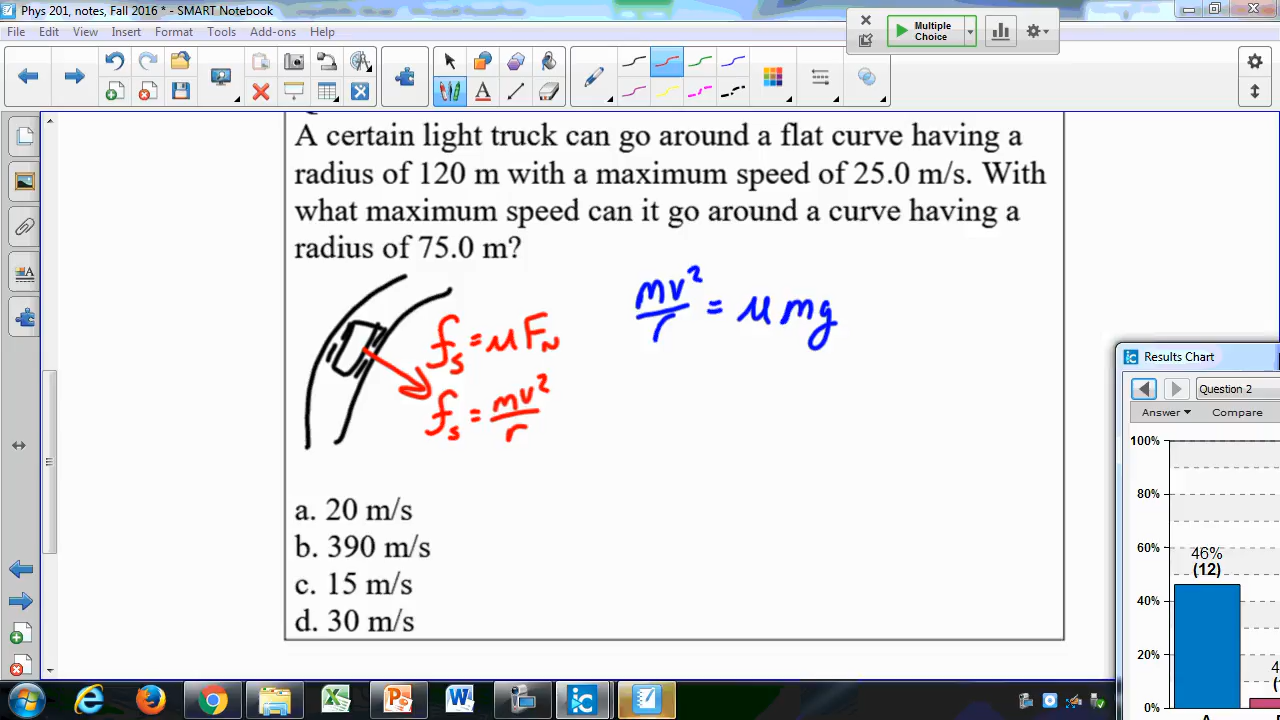 Phys 201, notes, Fall 2016 * - SMART Notebook
File Edit View Insert Format Tools Add-ons Help
Multiple
Choice
A certain light truck can go around a flat curve having a
radius of 120 m with a maximum speed of 25.0 m/s. With
what maximum speed can it go around a curve having a
radius of 75.0 m?
mv²/r = μ mg
fs = μ FN
fs = mv²/r
a. 20 m/s
b. 390 m/s
c. 15 m/s
d. 30 m/s
Results Chart
Question 2
Answer Compare
100%
80%
60%
40%
20%
0%
46%
(12)
4
(
A